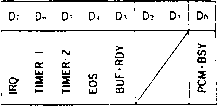 D₇ D₆ D₅ D₄ D₃ D₂ D₁ D₀
IRQ
TIMER·1
TIMER·2
EOS
BUF·RDY
PCM·BSY